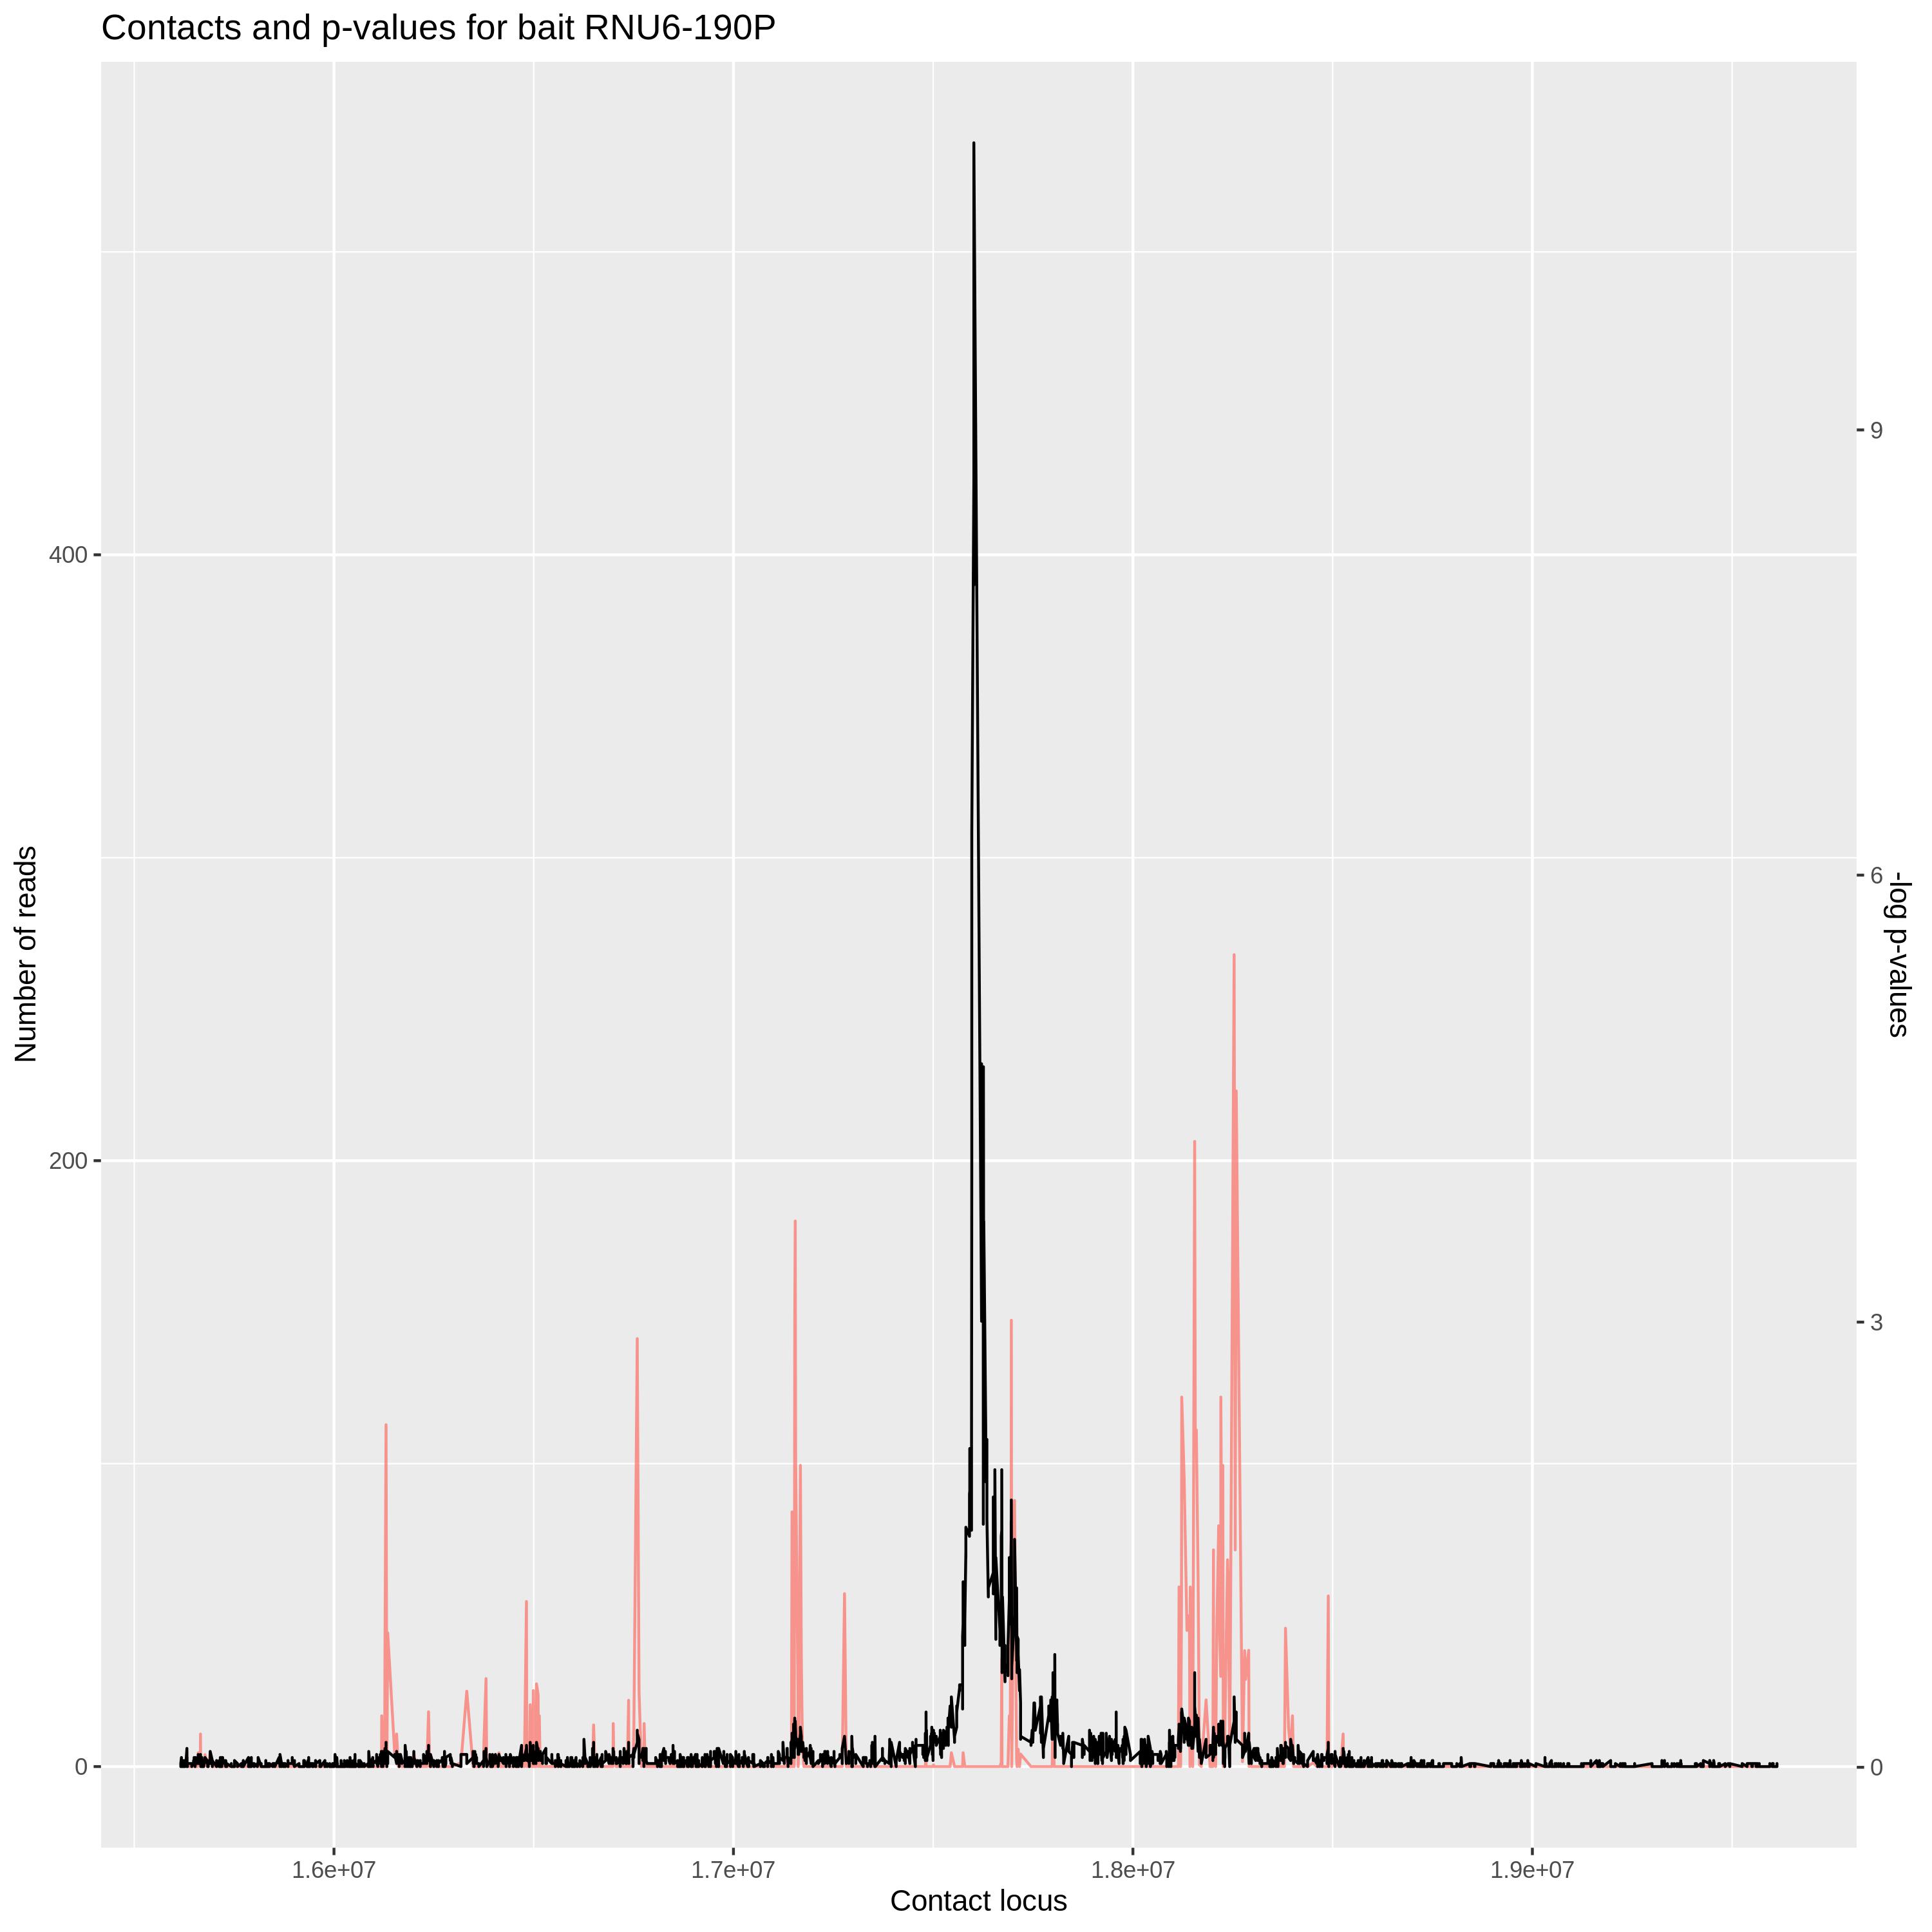 Contacts and p-values for bait RNU6-190P
Number of reads
400
200
0
9
6
3
0
-log p-values
1.6e+07
1.7e+07
1.8e+07
1.9e+07
Contact locus